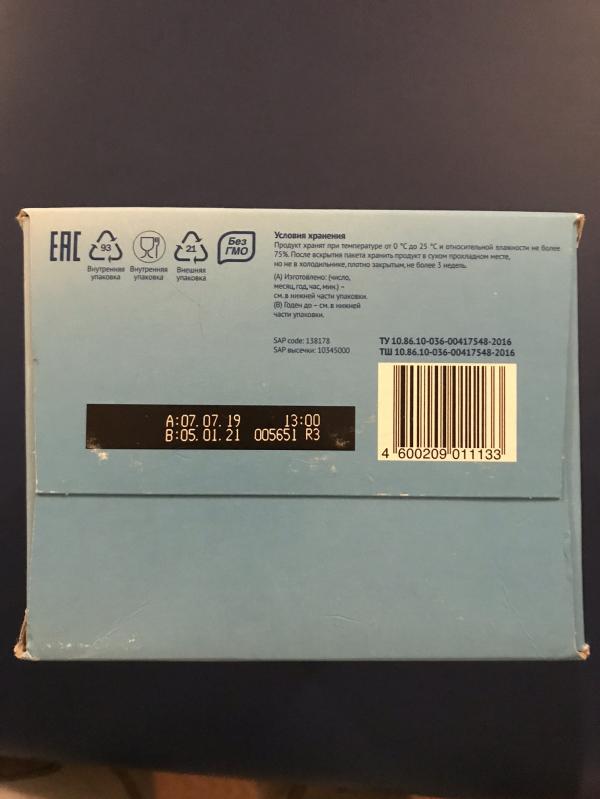 EAC
93
21
Без
ГМО
Внутренняя
упаковка
Внутренняя
упаковка
Внешняя
упаковка
Условия хранения
Продукт хранят при температуре от 0 °С до 25 °С и относительной влажности не более
75%. После вскрытия пакета хранить продукт в сухом прохладном месте,
но не в холодильнике, плотно закрытым, не более 3 недель.
(А) Изготовлено: (число,
месяц, год, час, мин.) –
см. в нижней части упаковки.
(В) Годен до – см. в нижней
части упаковки.
SAP code: 138178
SAP высечки: 10345000
ТУ 10.86.10-036-00417548-2016
ТШ 10.86.10-036-00417548-2016
A:07.07.19 13:00
B:05.01.21 005651 R3
4 600209 011133